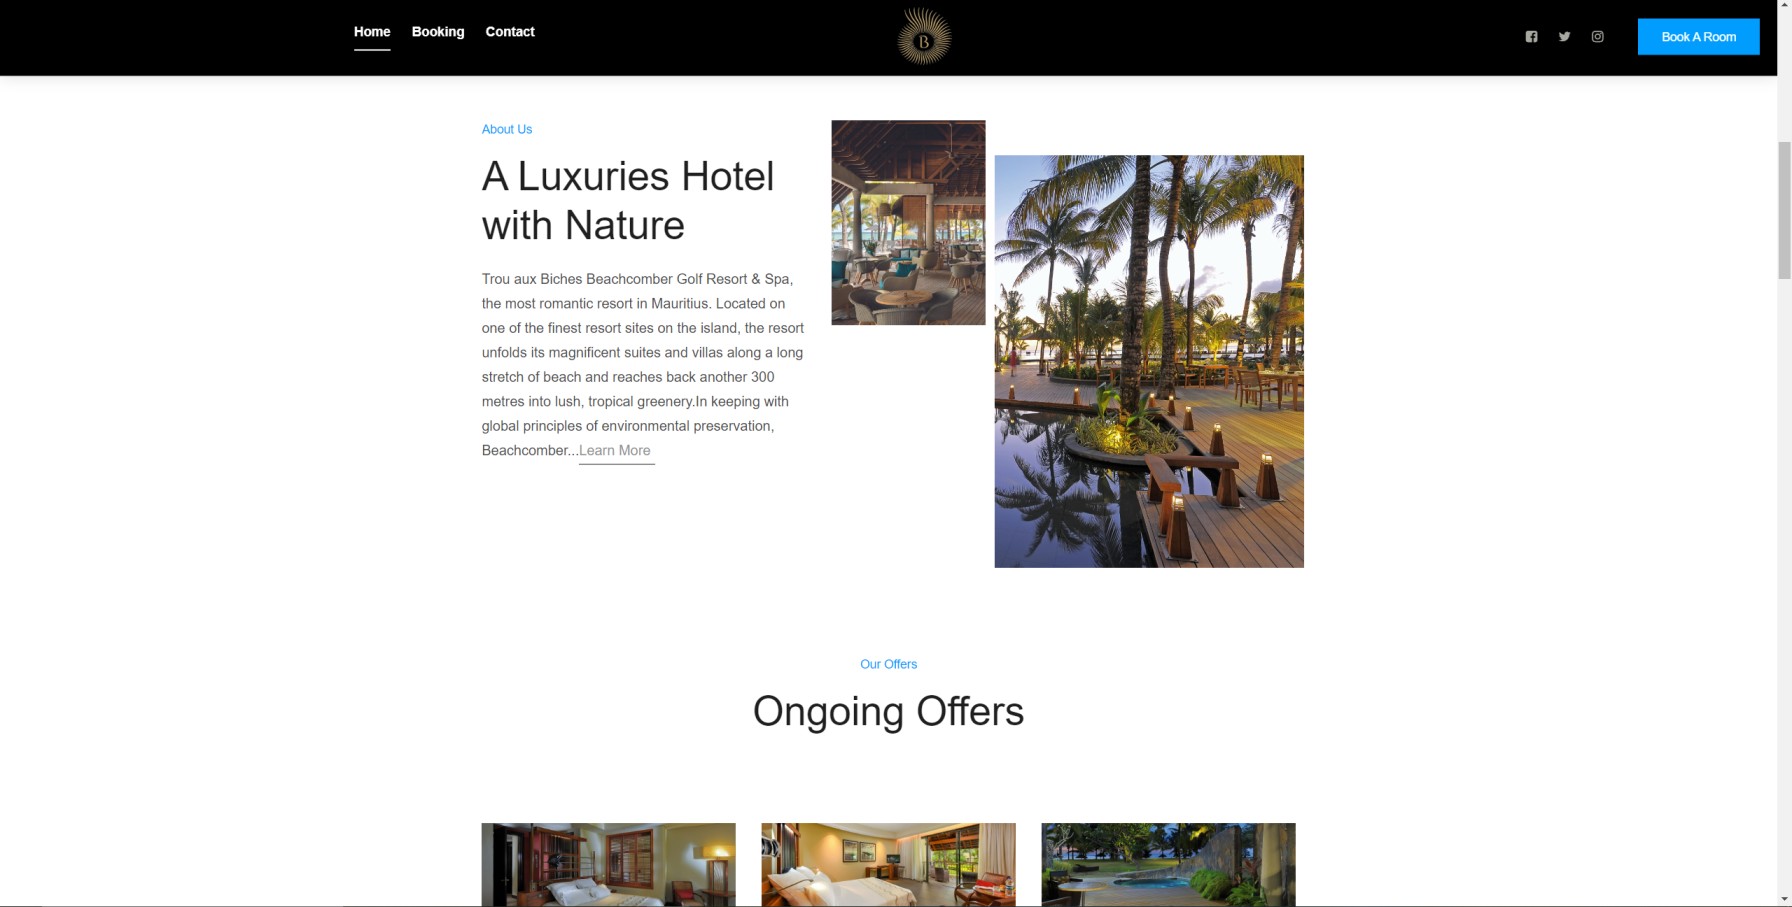 Home Booking Contact
B
Book A Room
About Us
A Luxuries Hotel
with Nature
Trou aux Biches Beachcomber Golf Resort & Spa,
the most romantic resort in Mauritius. Located on
one of the finest resort sites on the island, the resort
unfolds its magnificent suites and villas along a long
stretch of beach and reaches back another 300
metres into lush, tropical greenery.In keeping with
global principles of environmental preservation,
Beachcomber...Learn More
Our Offers
Ongoing Offers